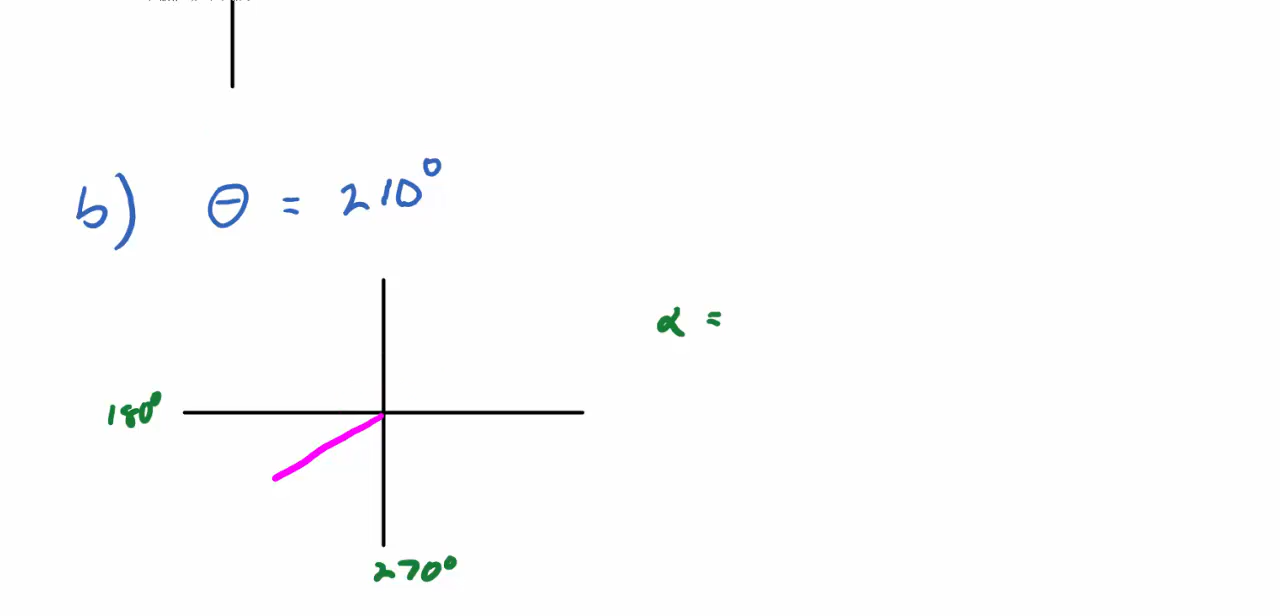 b) θ = 210°
α =
180°
270°